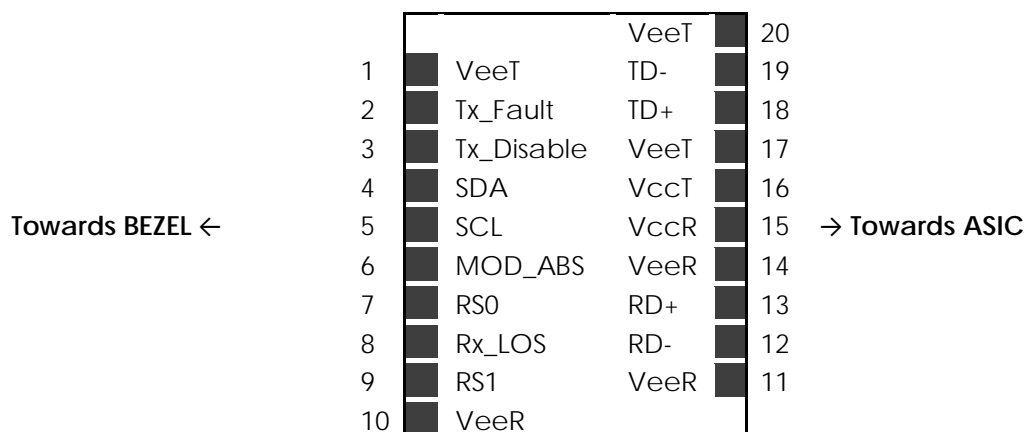 VeeT 20
1 VeeT TD- 19
2 Tx_Fault TD+ 18
3 Tx_Disable VeeT 17
4 SDA VccT 16
Towards BEZEL ← 5 SCL VccR 15 → Towards ASIC
6 MOD_ABS VeeR 14
7 RS0 RD+ 13
8 Rx_LOS RD- 12
9 RS1 VeeR 11
10 VeeR